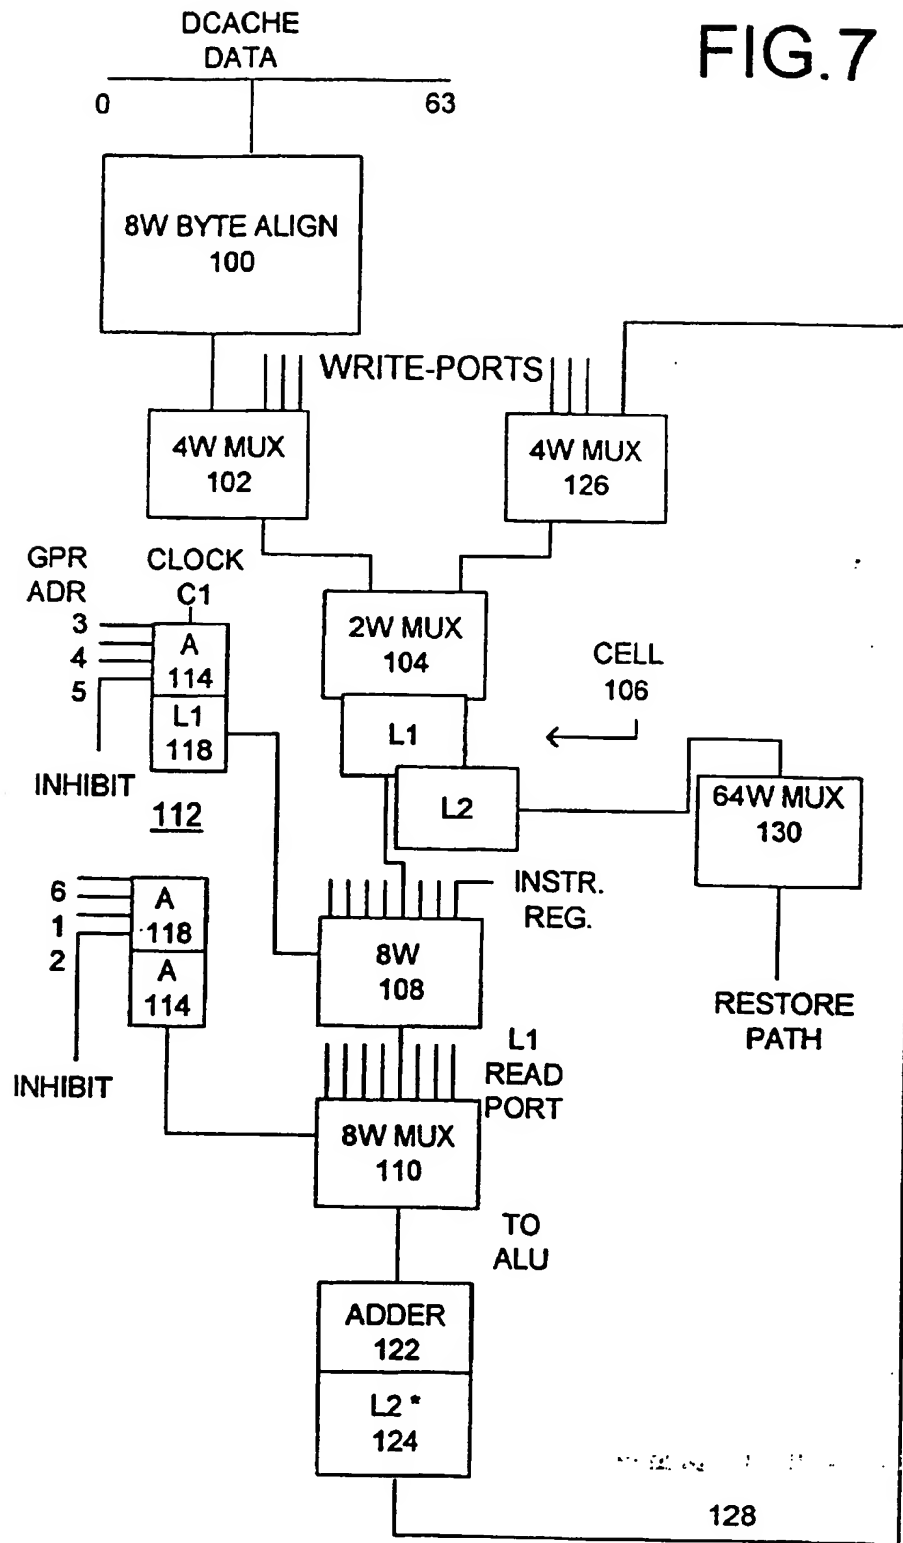 DCACHE
DATA
FIG.7
0
63
8W BYTE ALIGN
100
WRITE-PORTS
4W MUX
102
4W MUX
126
GPR
ADR
CLOCK
C1
3
4
5
A
114
L1
118
INHIBIT
112
2W MUX
104
L1
L2
CELL
106
64W MUX
130
RESTORE
PATH
6
1
2
A
118
A
114
INHIBIT
INSTR.
REG.
8W
108
L1
READ
PORT
8W MUX
110
TO
ALU
ADDER
122
L2 *
124
128